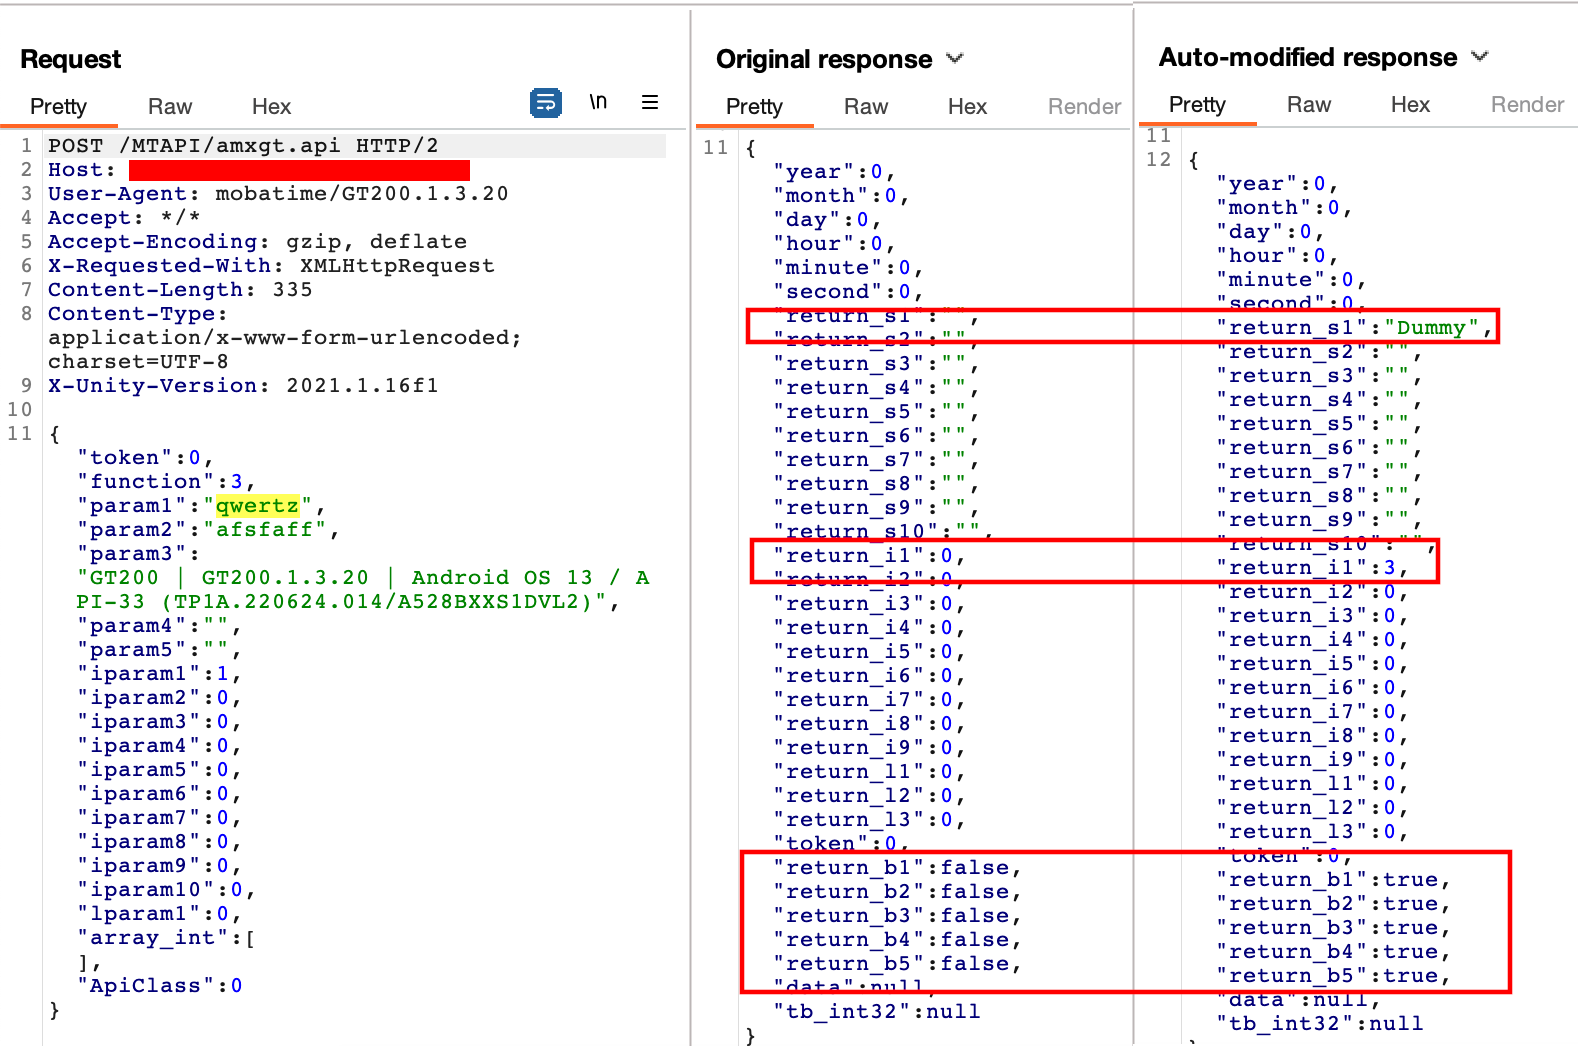 Request
Pretty Raw Hex \n
1 POST /MTAPI/amxgt.api HTTP/2
2 Host:
3 User-Agent: mobatime/GT200.1.3.20
4 Accept: */*
5 Accept-Encoding: gzip, deflate
6 X-Requested-With: XMLHttpRequest
7 Content-Length: 335
8 Content-Type:
application/x-www-form-urlencoded;
charset=UTF-8
9 X-Unity-Version: 2021.1.16f1
10
11 {
"token":0,
"function":3,
"param1":"qwertz",
"param2":"afsfaff",
"param3":
"GT200 | GT200.1.3.20 | Android OS 13 / A
PI-33 (TP1A.220624.014/A528BXXS1DVL2)",
"param4":"",
"param5":"",
"iparam1":1,
"iparam2":0,
"iparam3":0,
"iparam4":0,
"iparam5":0,
"iparam6":0,
"iparam7":0,
"iparam8":0,
"iparam9":0,
"iparam10":0,
"lparam1":0,
"array_int":[
],
"ApiClass":0
}
Original response
Pretty Raw Hex Render
11 {
"year":0,
"month":0,
"day":0,
"hour":0,
"minute":0,
"second":0,
"return_s1":"",
"return_s2":"",
"return_s3":"",
"return_s4":"",
"return_s5":"",
"return_s6":"",
"return_s7":"",
"return_s8":"",
"return_s9":"",
"return_s10":"",
"return_i1":0,
"return_i2":0,
"return_i3":0,
"return_i4":0,
"return_i5":0,
"return_i6":0,
"return_i7":0,
"return_i8":0,
"return_i9":0,
"return_l1":0,
"return_l2":0,
"return_l3":0,
"token":0,
"return_b1":false,
"return_b2":false,
"return_b3":false,
"return_b4":false,
"return_b5":false,
"data":null,
"tb_int32":null
}
Auto-modified response
Pretty Raw Hex Render
11
12 {
"year":0,
"month":0,
"day":0,
"hour":0,
"minute":0,
"second":0,
"return_s1":"Dummy",
"return_s2":"",
"return_s3":"",
"return_s4":"",
"return_s5":"",
"return_s6":"",
"return_s7":"",
"return_s8":"",
"return_s9":"",
"return_s10":"",
"return_i1":3,
"return_i2":0,
"return_i3":0,
"return_i4":0,
"return_i5":0,
"return_i6":0,
"return_i7":0,
"return_i8":0,
"return_i9":0,
"return_l1":0,
"return_l2":0,
"return_l3":0,
"token":0,
"return_b1":true,
"return_b2":true,
"return_b3":true,
"return_b4":true,
"return_b5":true,
"data":null,
"tb_int32":null
}